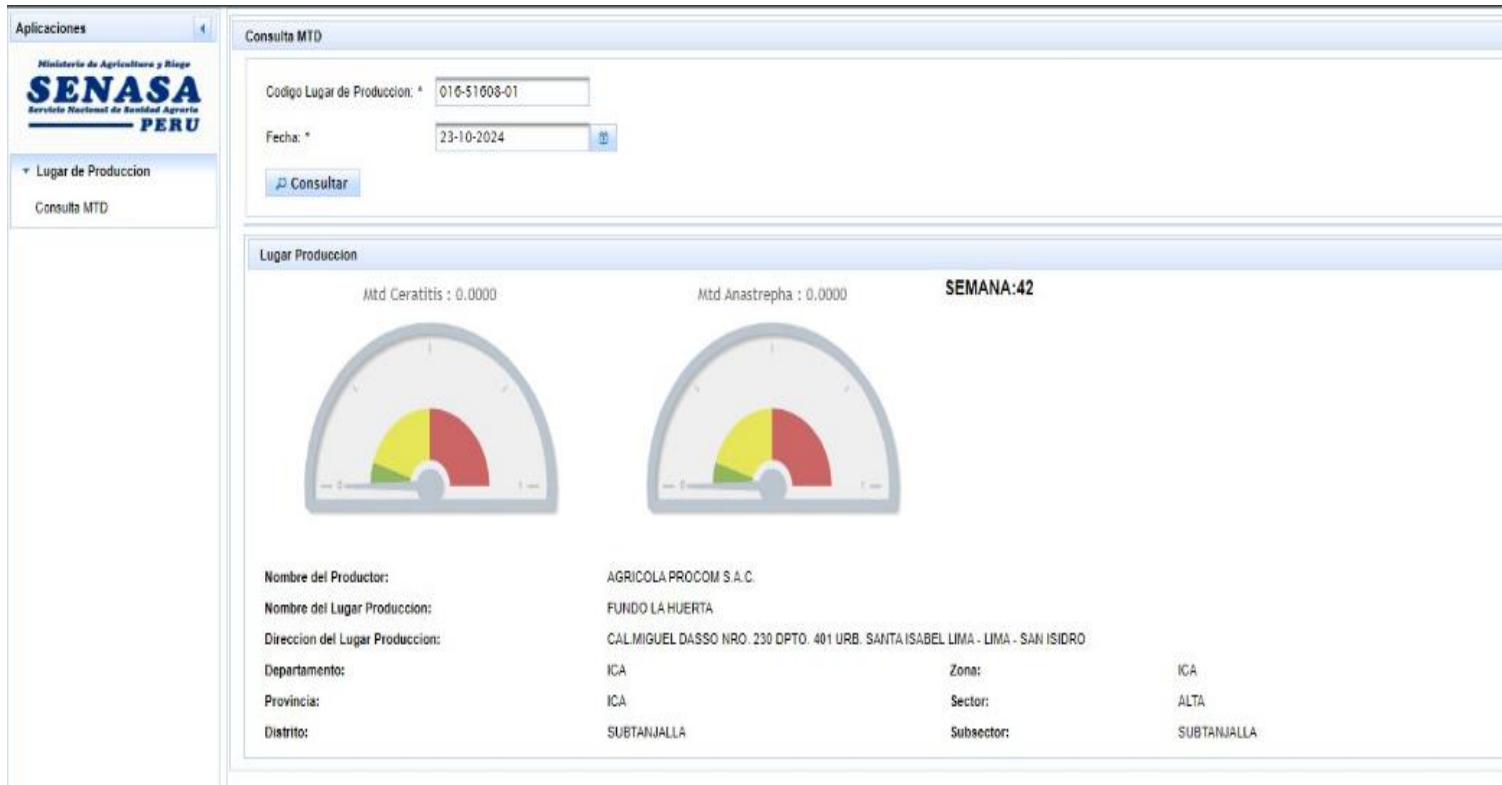 Aplicaciones
Ministerio de Agricultura y Riego
SENASA
Servicio Nacional de Sanidad Agraria
PERU
Lugar de Produccion
Consulta MTD
Consulta MTD
Codigo Lugar de Produccion: * 016-51608-01
Fecha: * 23-10-2024
Consultar
Lugar Produccion
Mtd Ceratitis : 0.0000 Mtd Anastrepha : 0.0000 SEMANA:42
0 1 0 1
Nombre del Productor: AGRICOLA PROCOM S.A.C.
Nombre del Lugar Produccion: FUNDO LA HUERTA
Direccion del Lugar Produccion: CAL.MIGUEL DASSO NRO. 230 DPTO. 401 URB. SANTA ISABEL LIMA - LIMA - SAN ISIDRO
Departamento: ICA Zona: ICA
Provincia: ICA Sector: ALTA
Distrito: SUBTANJALLA Subsector: SUBTANJALLA